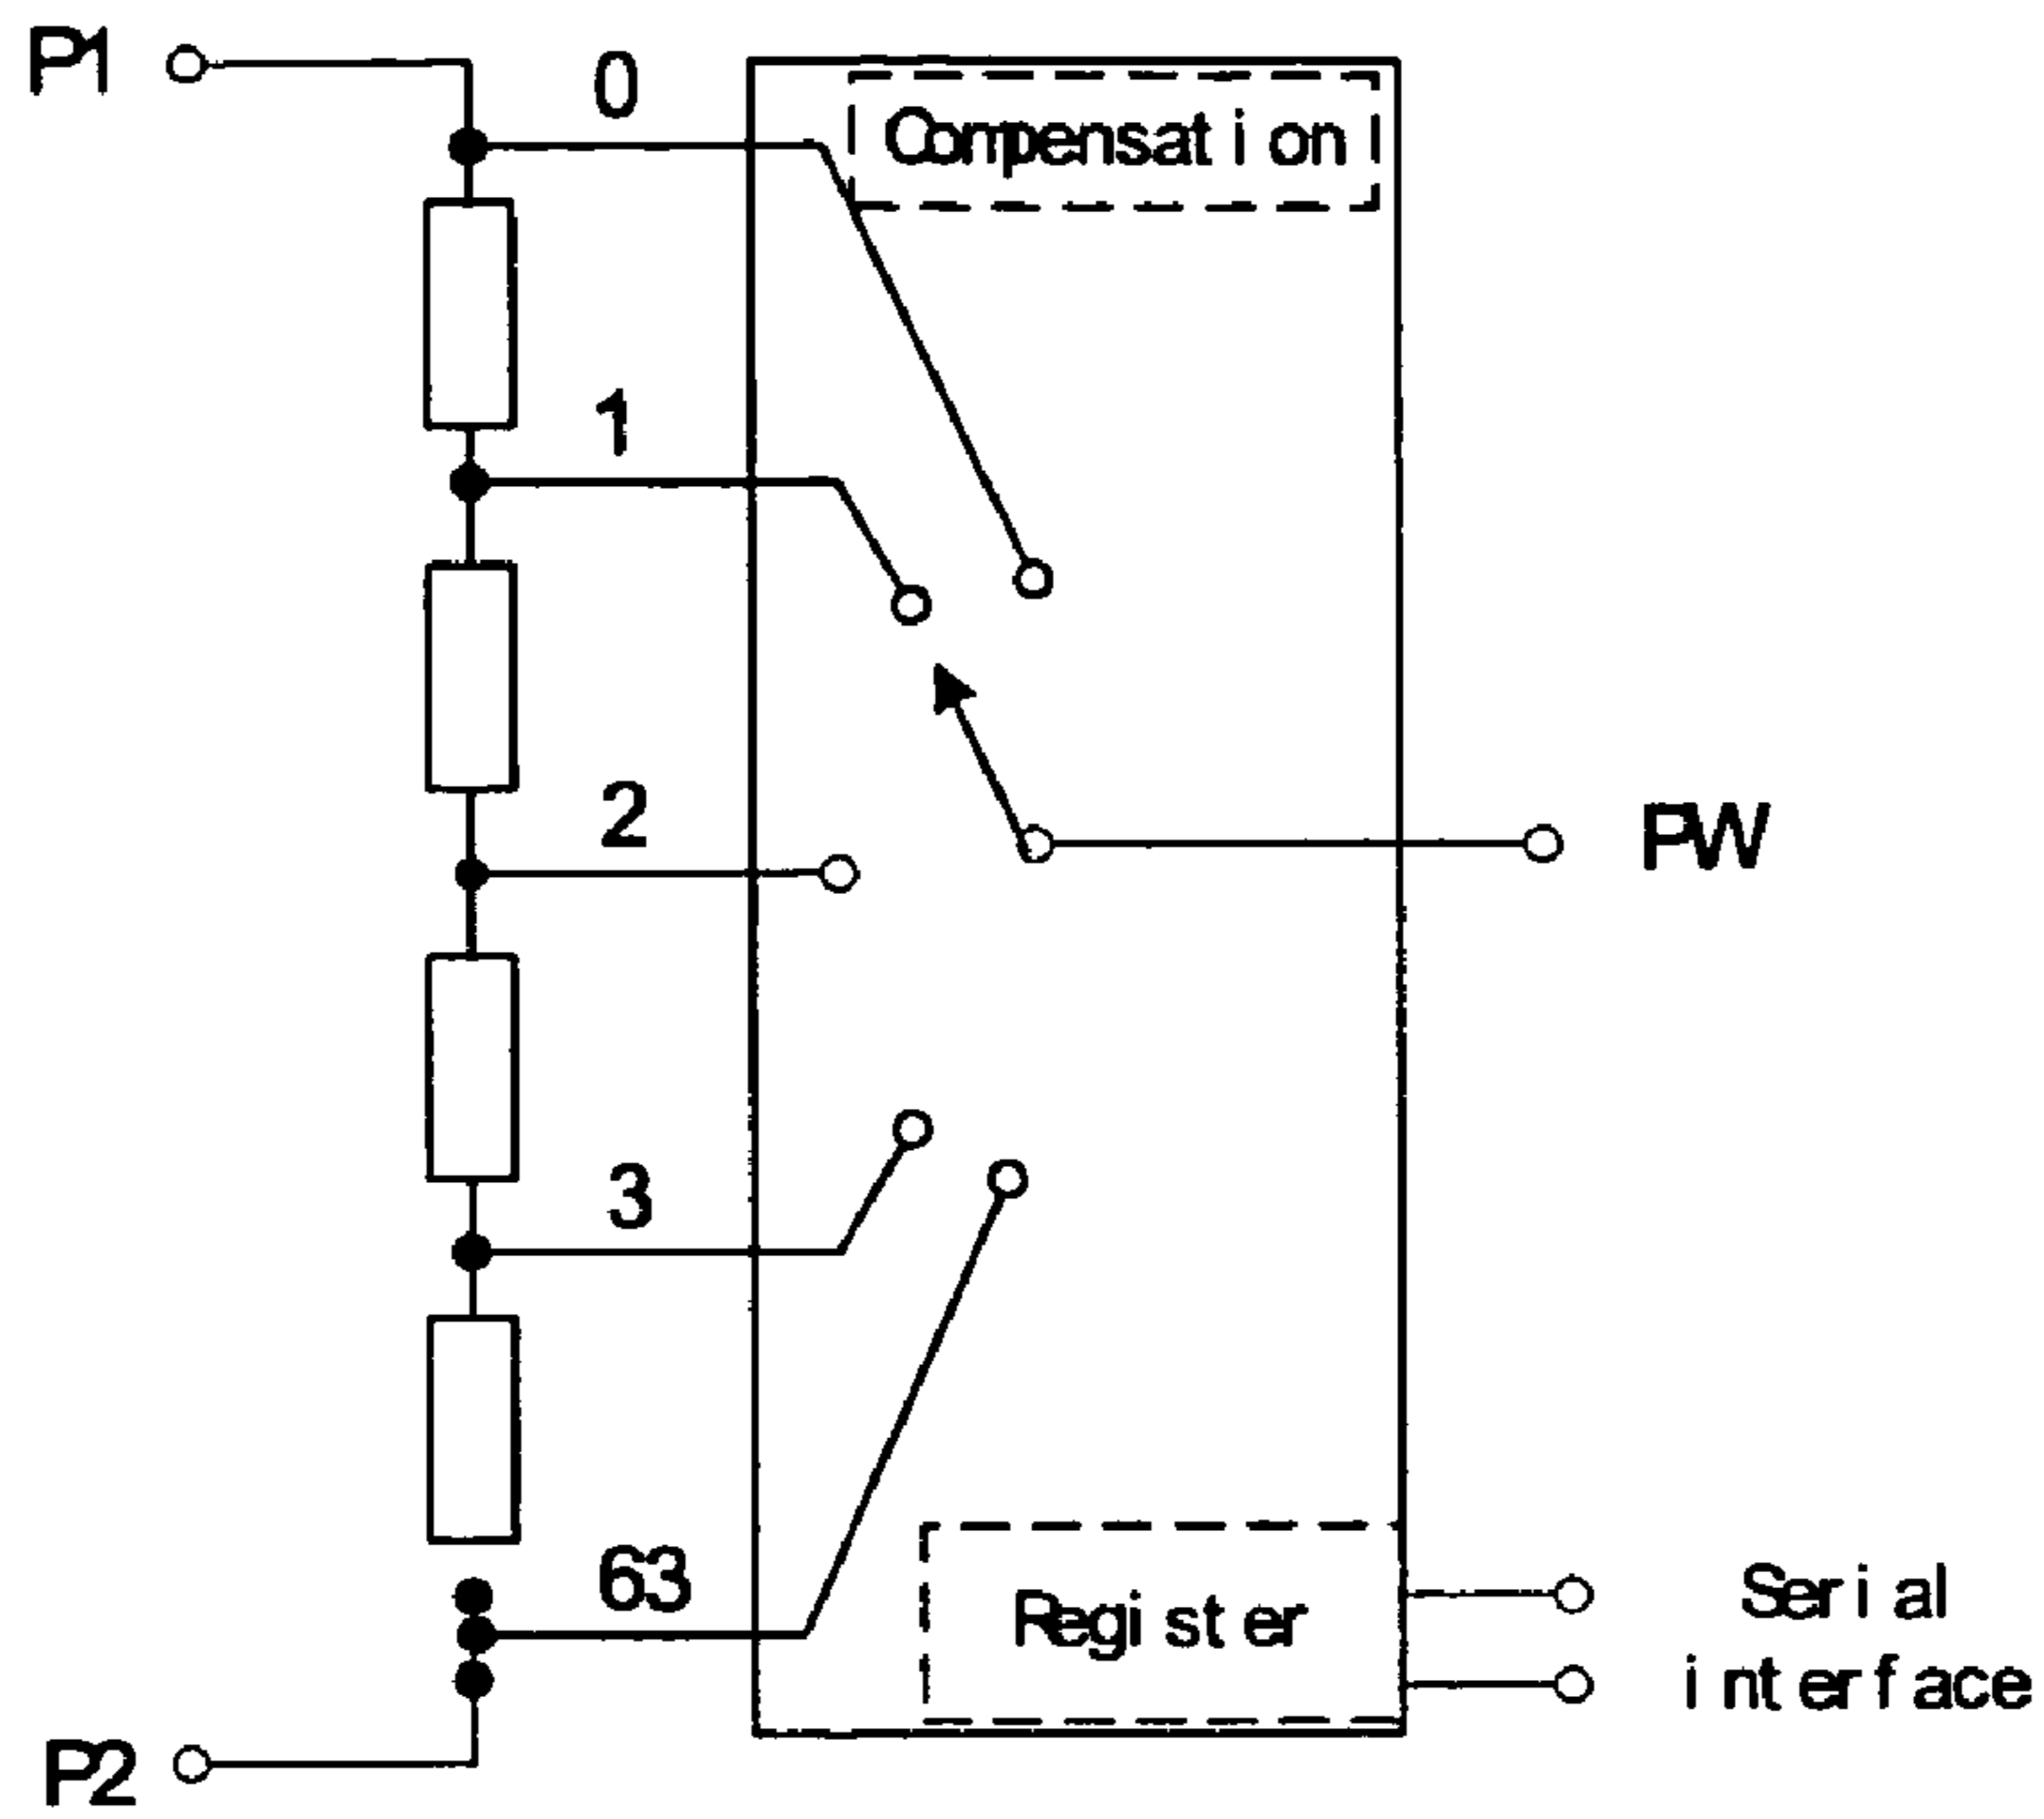 P1
0
Compensation
1
2
PW
3
63
Register
Serial
interface
P2